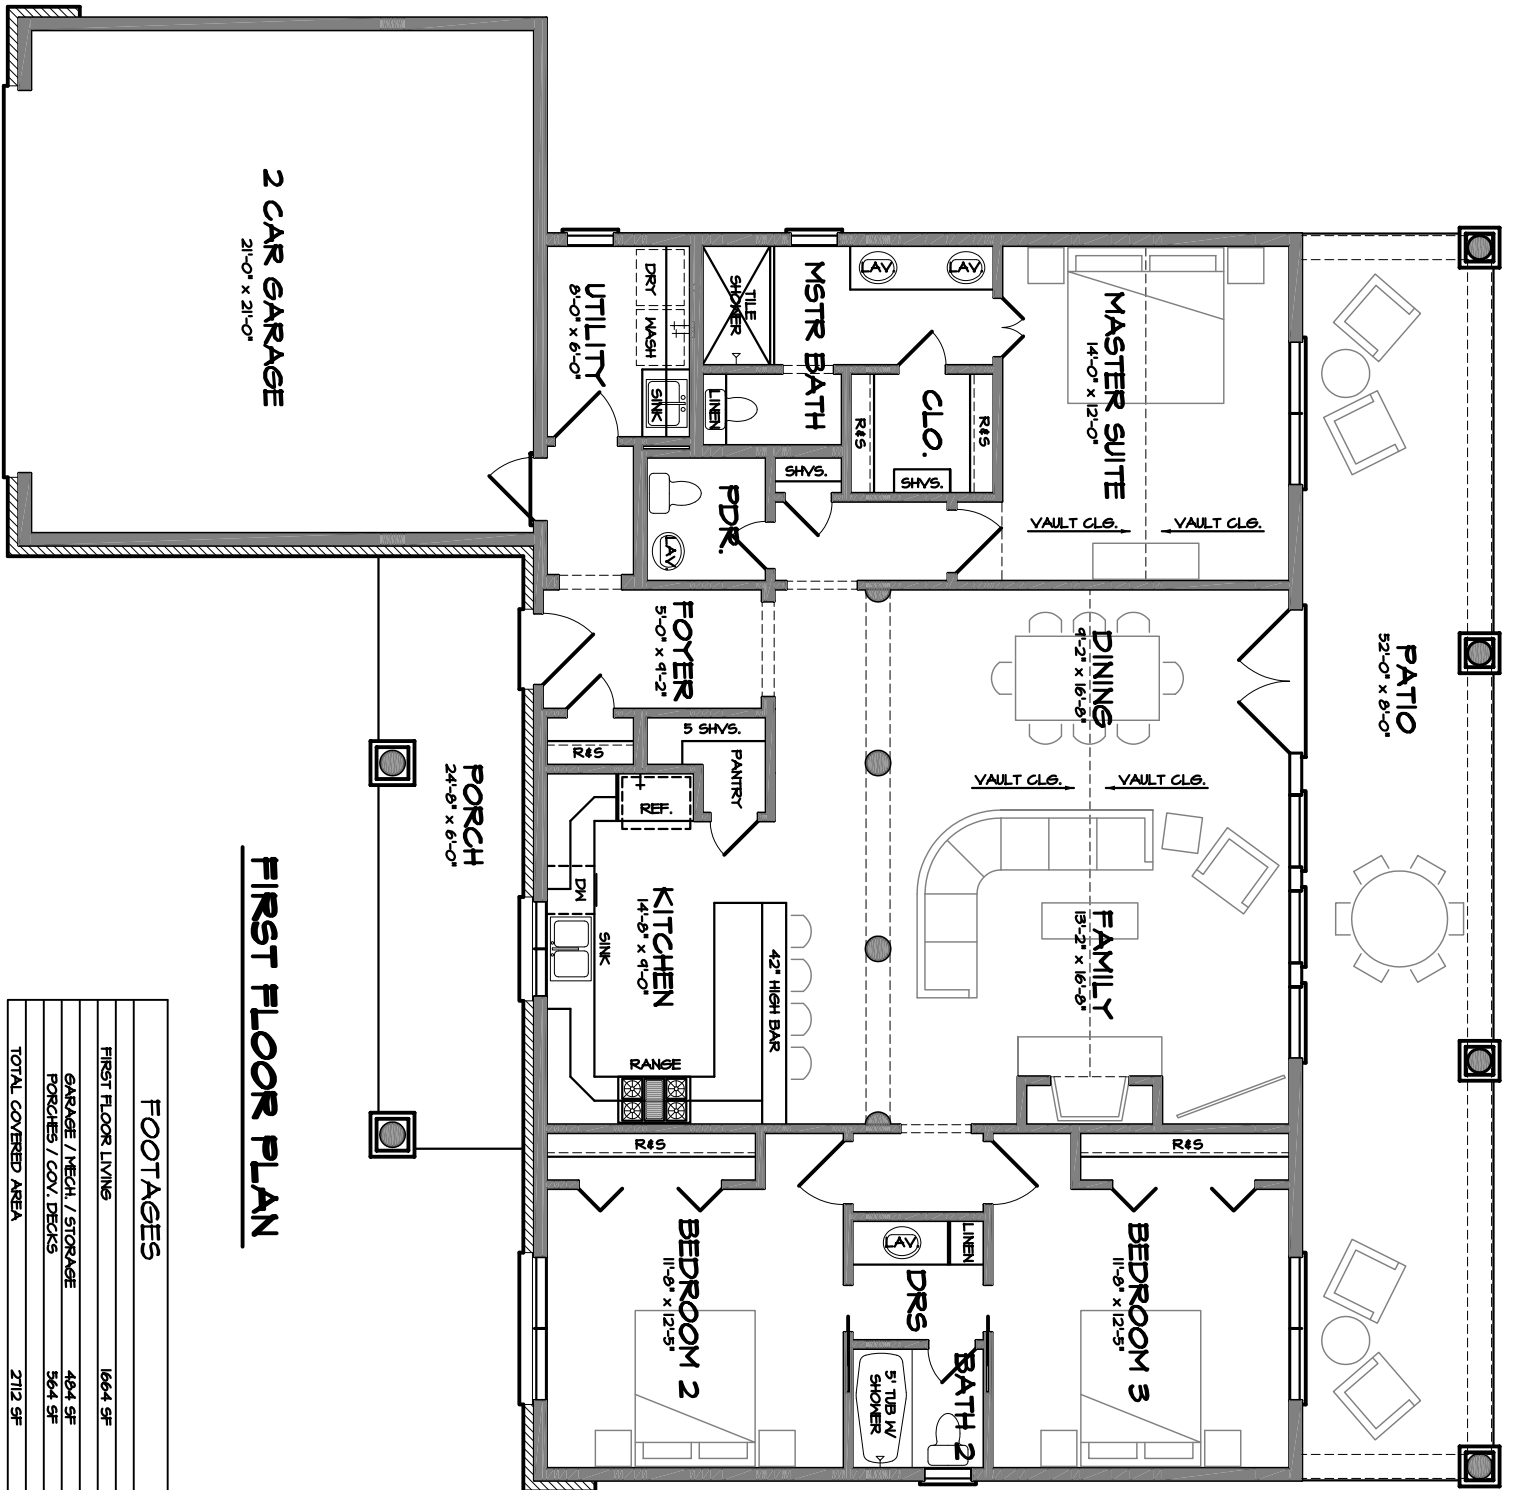 PATIO
52'-0" x 8'-0"
MASTER SUITE
14'-0" x 12'-0"
VAULT CLG.
VAULT CLG.
LAV.
LAV.
MSTR BATH
TILE
SHOWER
LINEN
CLO.
R&S
R&S
SHVS.
SHVS.
DRY
WASH
SINK
UTILITY
8'-0" x 6'-0"
PDR.
LAV.
2 CAR GARAGE
21'-0" x 21'-0"
DINING
9'-2" x 16'-8"
VAULT CLG.
VAULT CLG.
FAMILY
13'-2" x 16'-8"
FOYER
5'-0" x 9'-2"
R&S
5 SHVS.
PANTRY
REF.
DW
SINK
KITCHEN
14'-8" x 9'-0"
42" HIGH BAR
RANGE
PORCH
24'-8" x 6'-0"
R&S
BEDROOM 3
11'-8" x 12'-5"
R&S
BEDROOM 2
11'-8" x 12'-5"
LINEN
LAV.
DRS
BATH 2
5' TUB W/
SHOWER
FIRST FLOOR PLAN
FOOTAGES
FIRST FLOOR LIVING 1664 SF
GARAGE / MECH. / STORAGE 484 SF
PORCHES / COV. DECKS 564 SF
TOTAL COVERED AREA 2712 SF